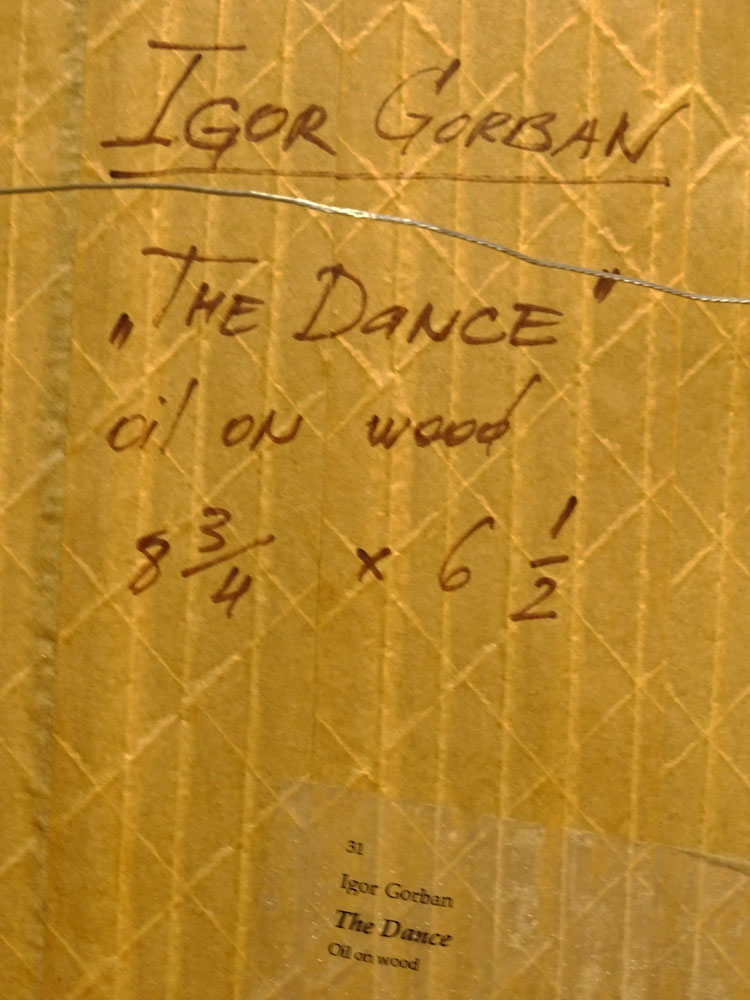 IGOR GORBAN
„THE DANCE"
oil on wood
8 3/4 x 6 1/2
31
Igor Gorban
The Dance
Oil on wood